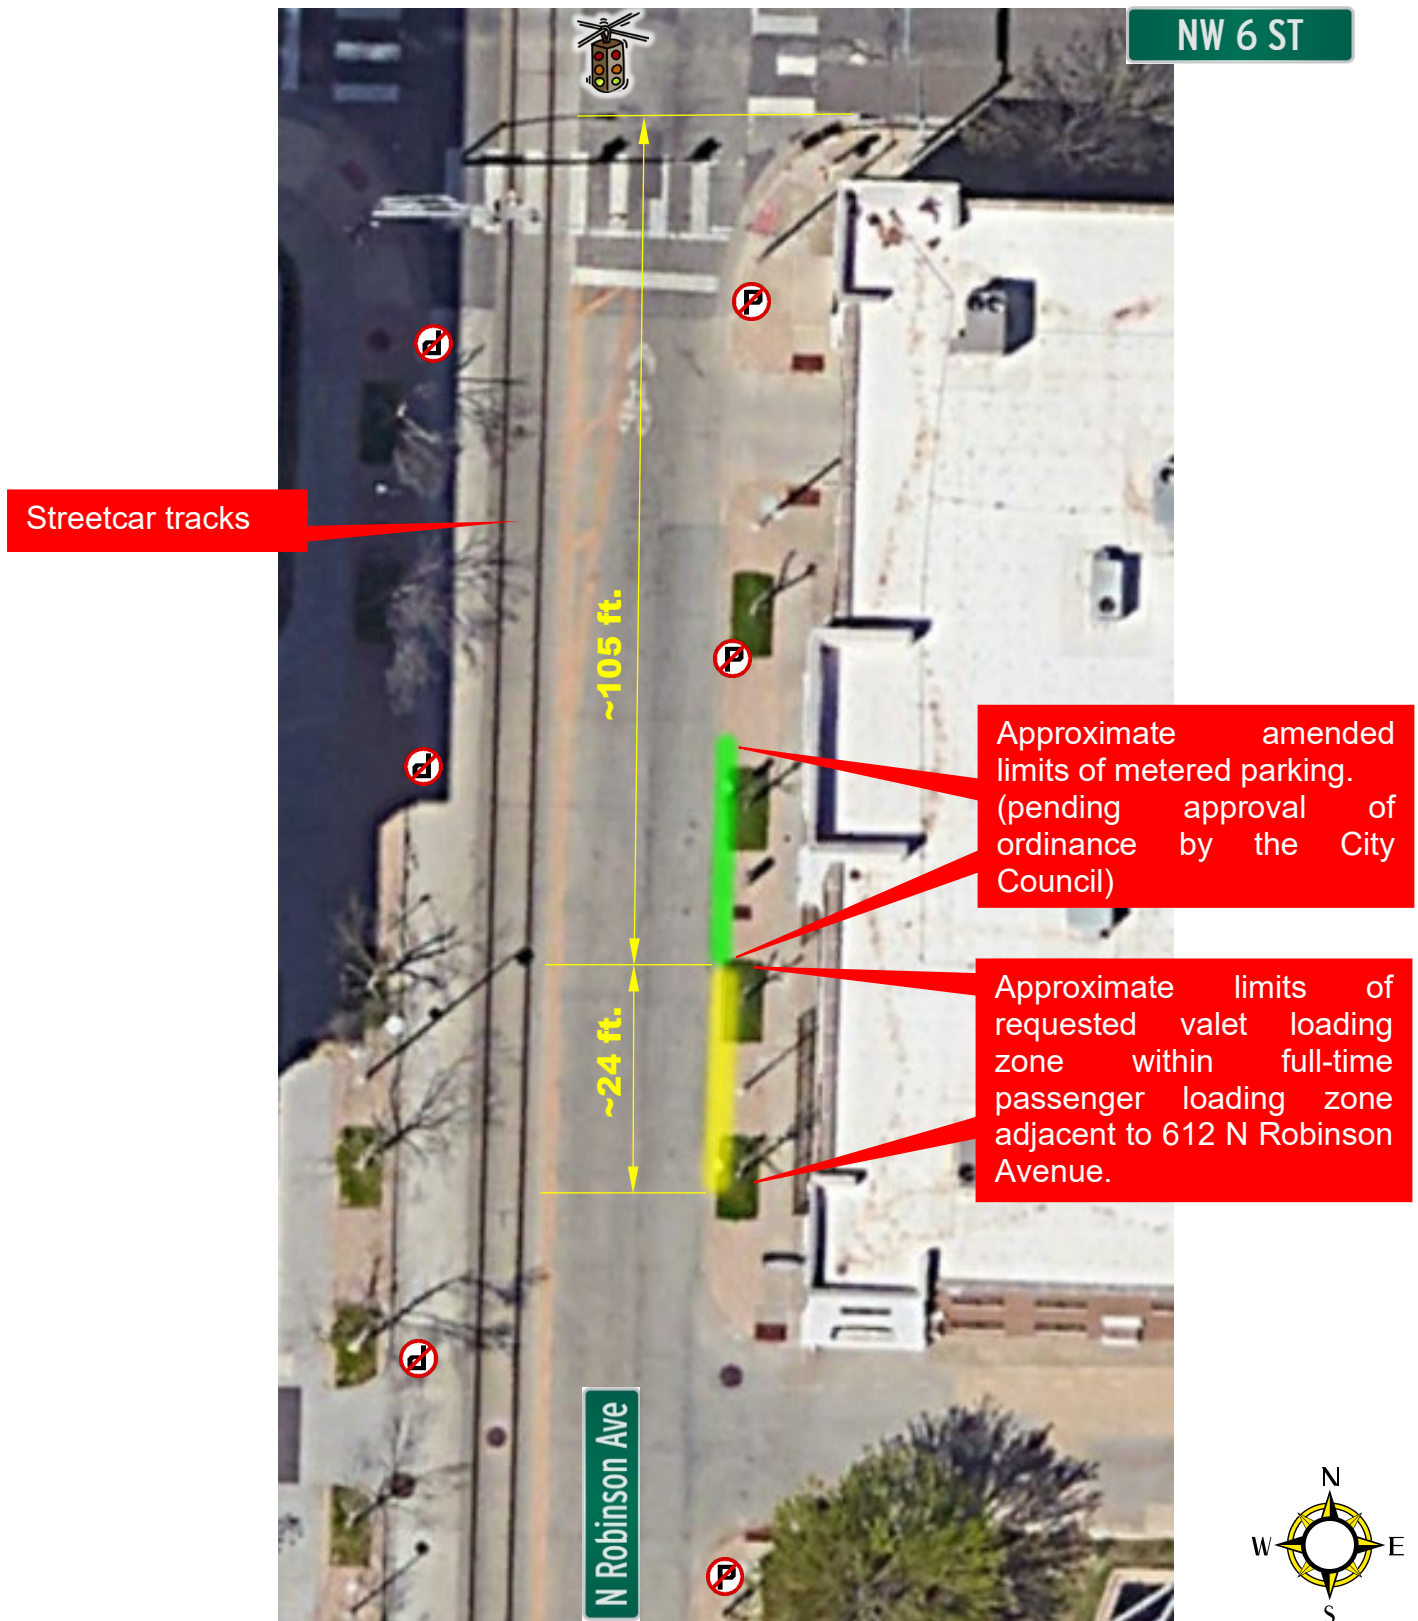 NW 6 ST
P
P
Streetcar tracks
~105 ft.
P
Approximate amended
limits of metered parking.
(pending approval of
ordinance by the City
Council)
P
Approximate limits of
requested valet loading
zone within full-time
passenger loading zone
adjacent to 612 N Robinson
Avenue.
~24 ft.
P
N Robinson Ave
P
N
W E
S